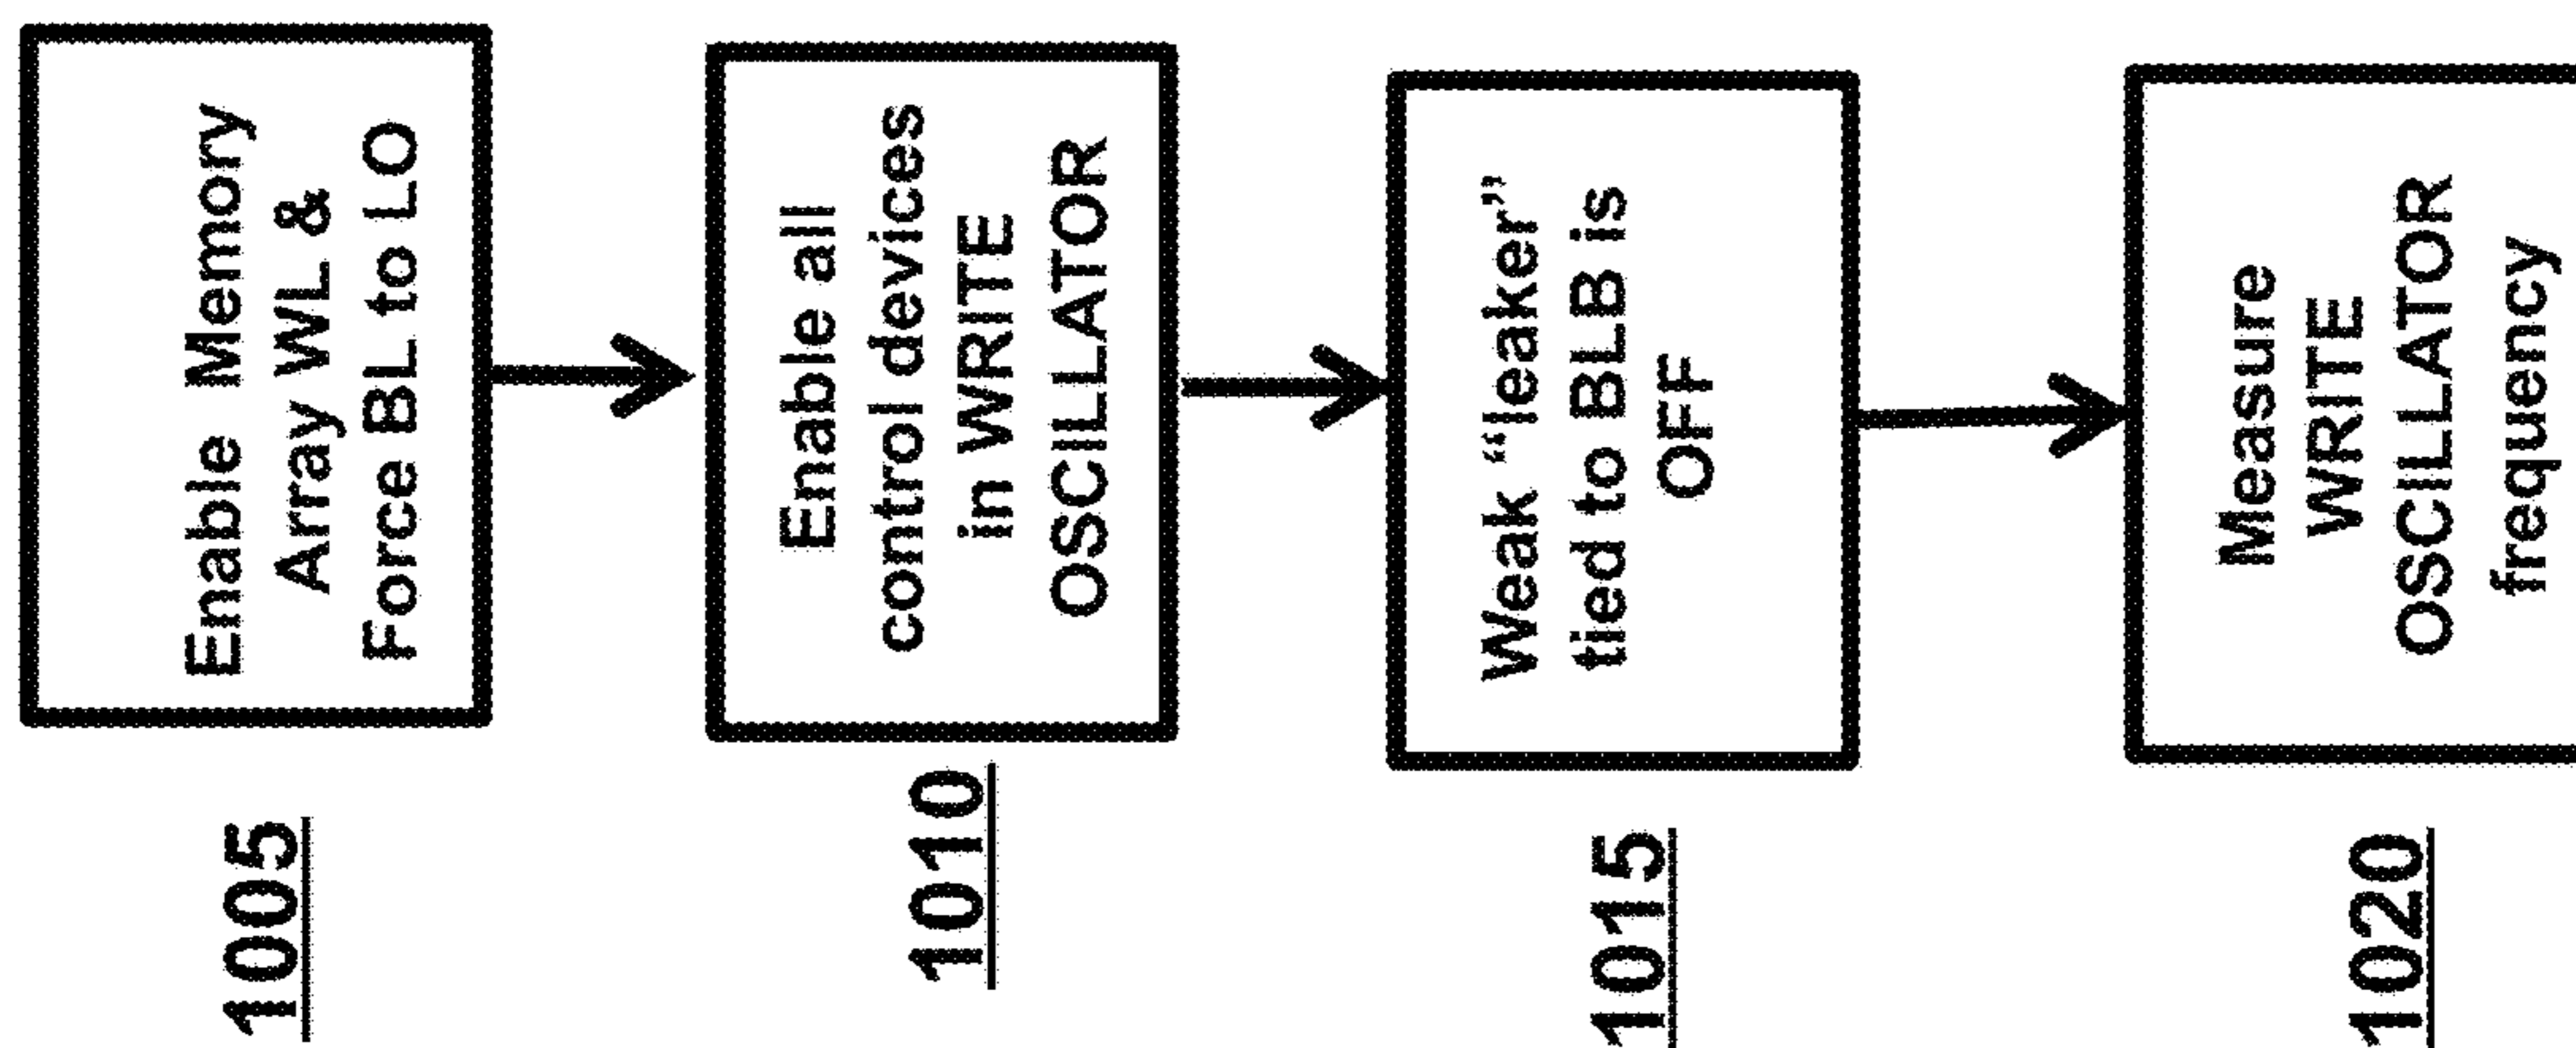 Enable Memory
Array WL &
Force BL to LO
1005
Enable all
control devices
in WRITE
OSCILLATOR
1010
Weak “leaker”
tied to BLB is
OFF
1015
Measure
WRITE
OSCILLATOR
frequency
1020